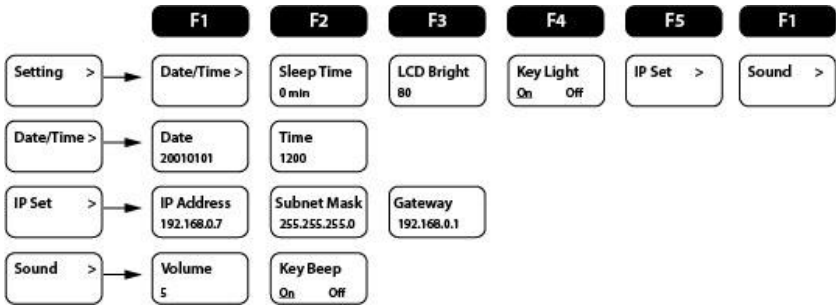 F1 F2 F3 F4 F5 F1
Setting > Date/Time > Sleep Time LCD Bright Key Light IP Set > Sound >
0 min 80 On Off
Date/Time > Date Time
20010101 1200
IP Set > IP Address Subnet Mask Gateway
192.168.0.7 255.255.255.0 192.168.0.1
Sound > Volume Key Beep
5 On Off